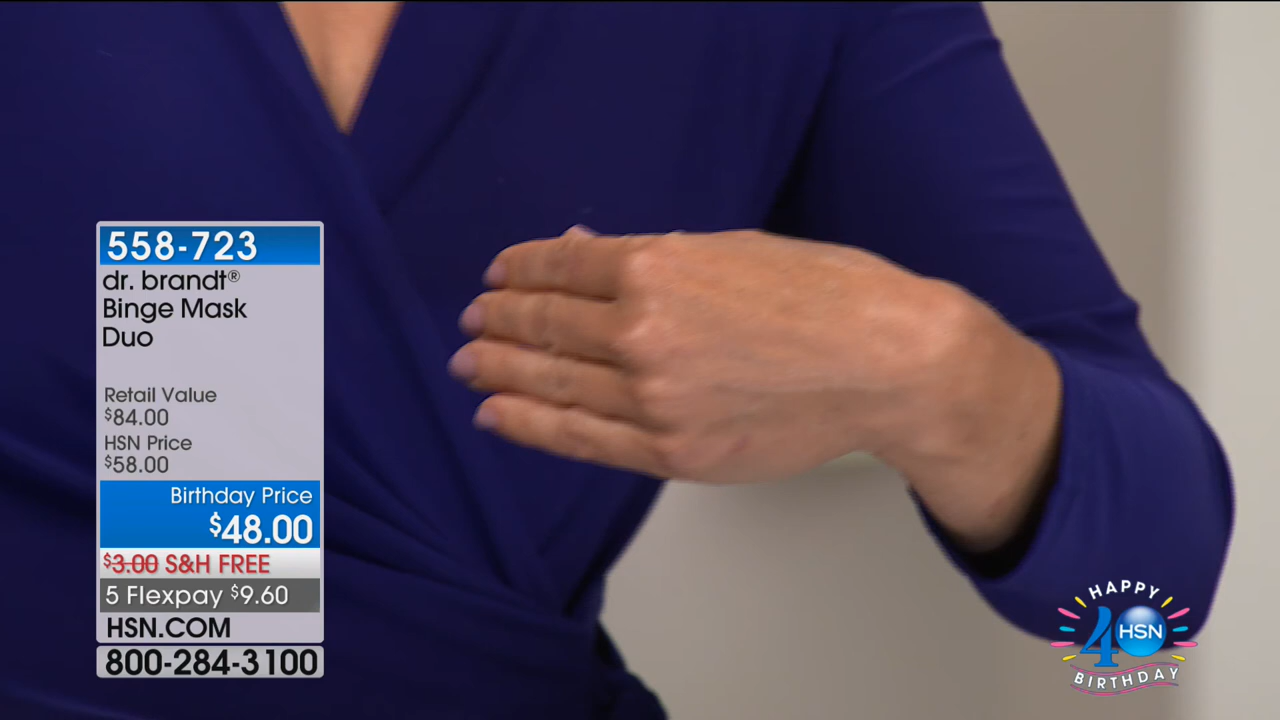 558-723
dr. brandt®
Binge Mask
Duo
Retail Value
$84.00
HSN Price
$58.00
Birthday Price
$48.00
$3.00 S&H FREE
5 Flexpay $9.60
HSN.COM
800-284-3100
HAPPY
40 HSN
BIRTHDAY